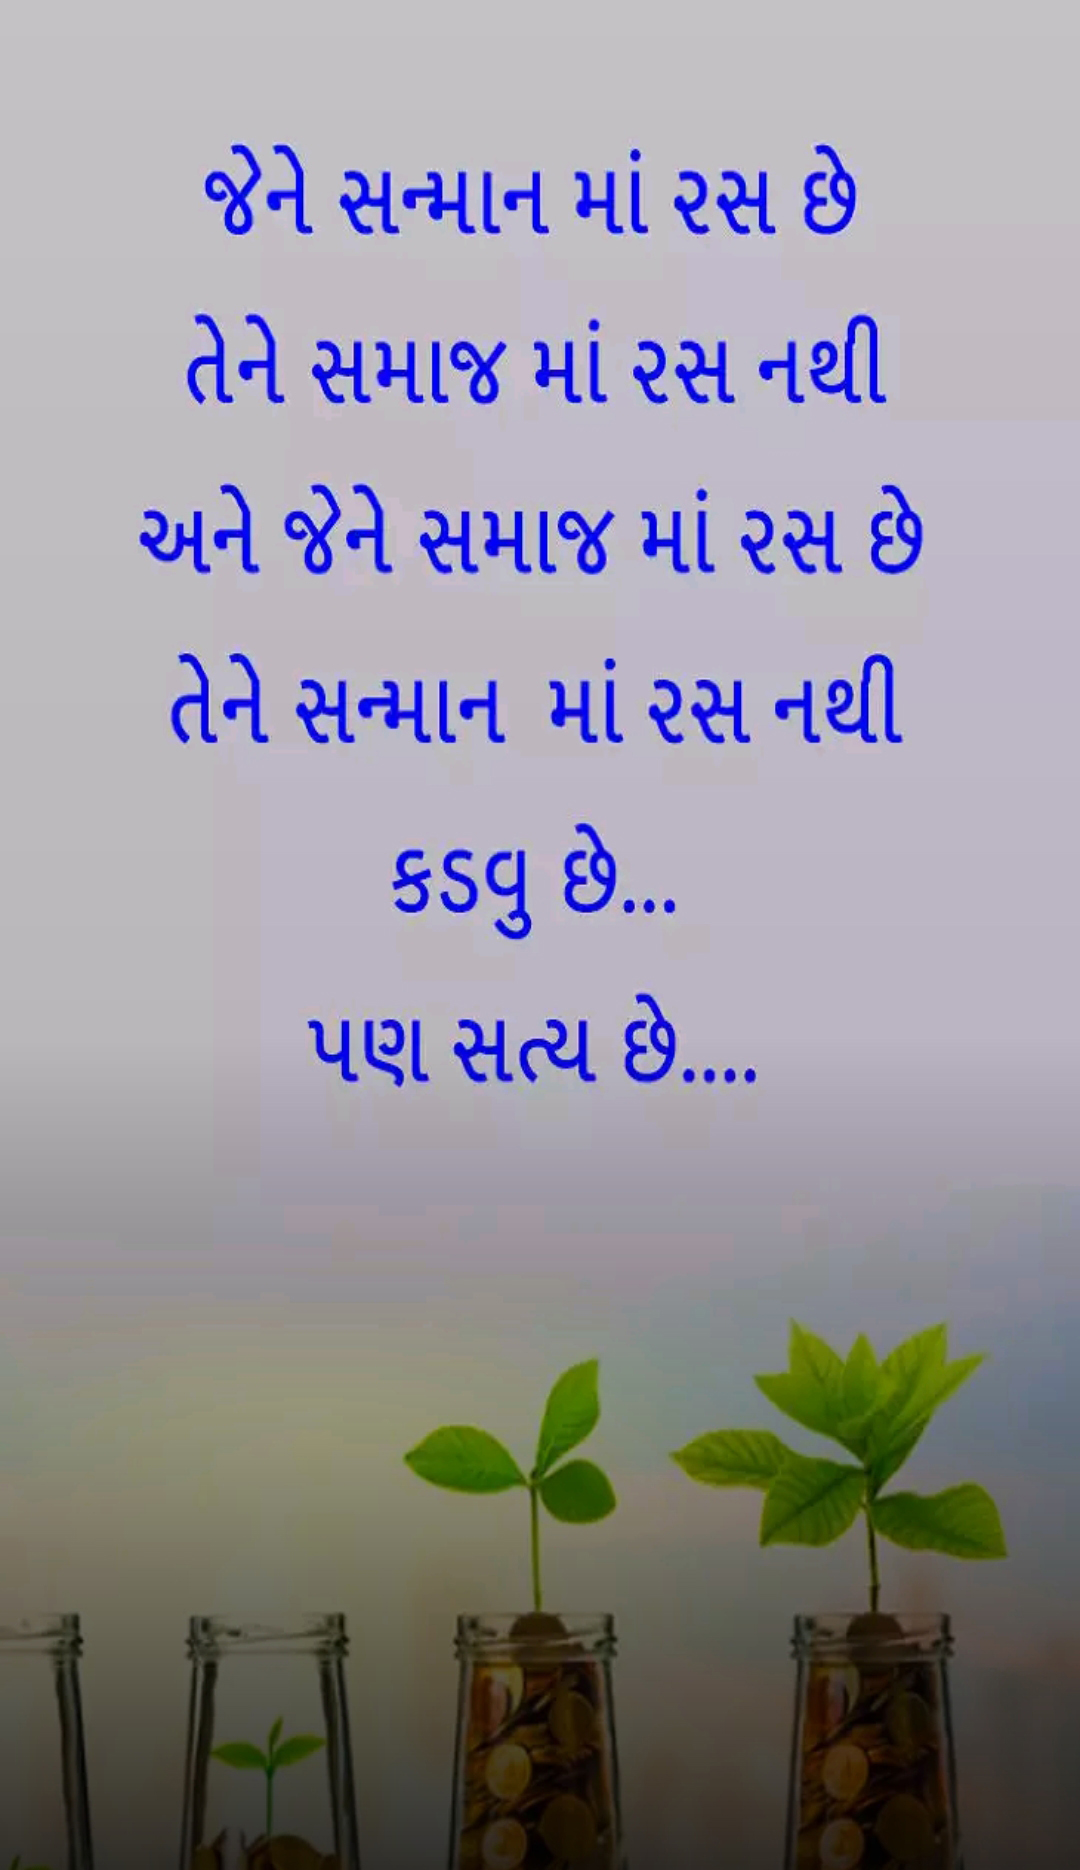 જેને સન્માન માં રસ છે
તેને સમાજ માં રસ નથી
અને જેને સમાજ માં રસ છે
તેને સન્માન માં રસ નથી
કડવુ છે...
પણ સત્ય છે....